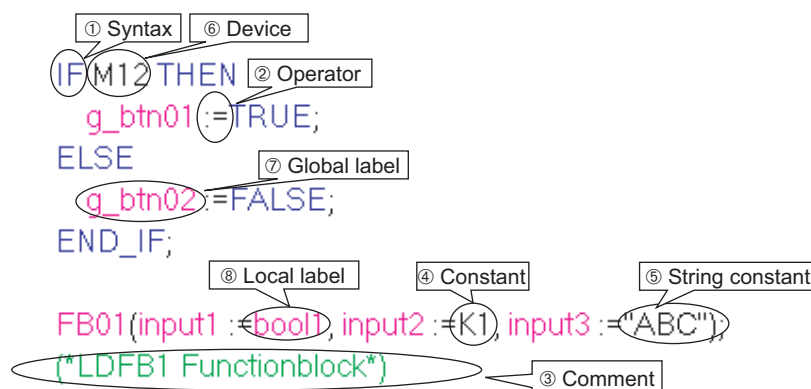 ① Syntax ⑥ Device
IF M12 THEN
② Operator
g_btn01 :=TRUE;
ELSE
⑦ Global label
g_btn02 :=FALSE;
END_IF;
⑧ Local label ④ Constant ⑤ String constant
FB01(input1 :=bool1, input2 :=K1, input3 :="ABC");
(*LDFB1 Functionblock*)
③ Comment